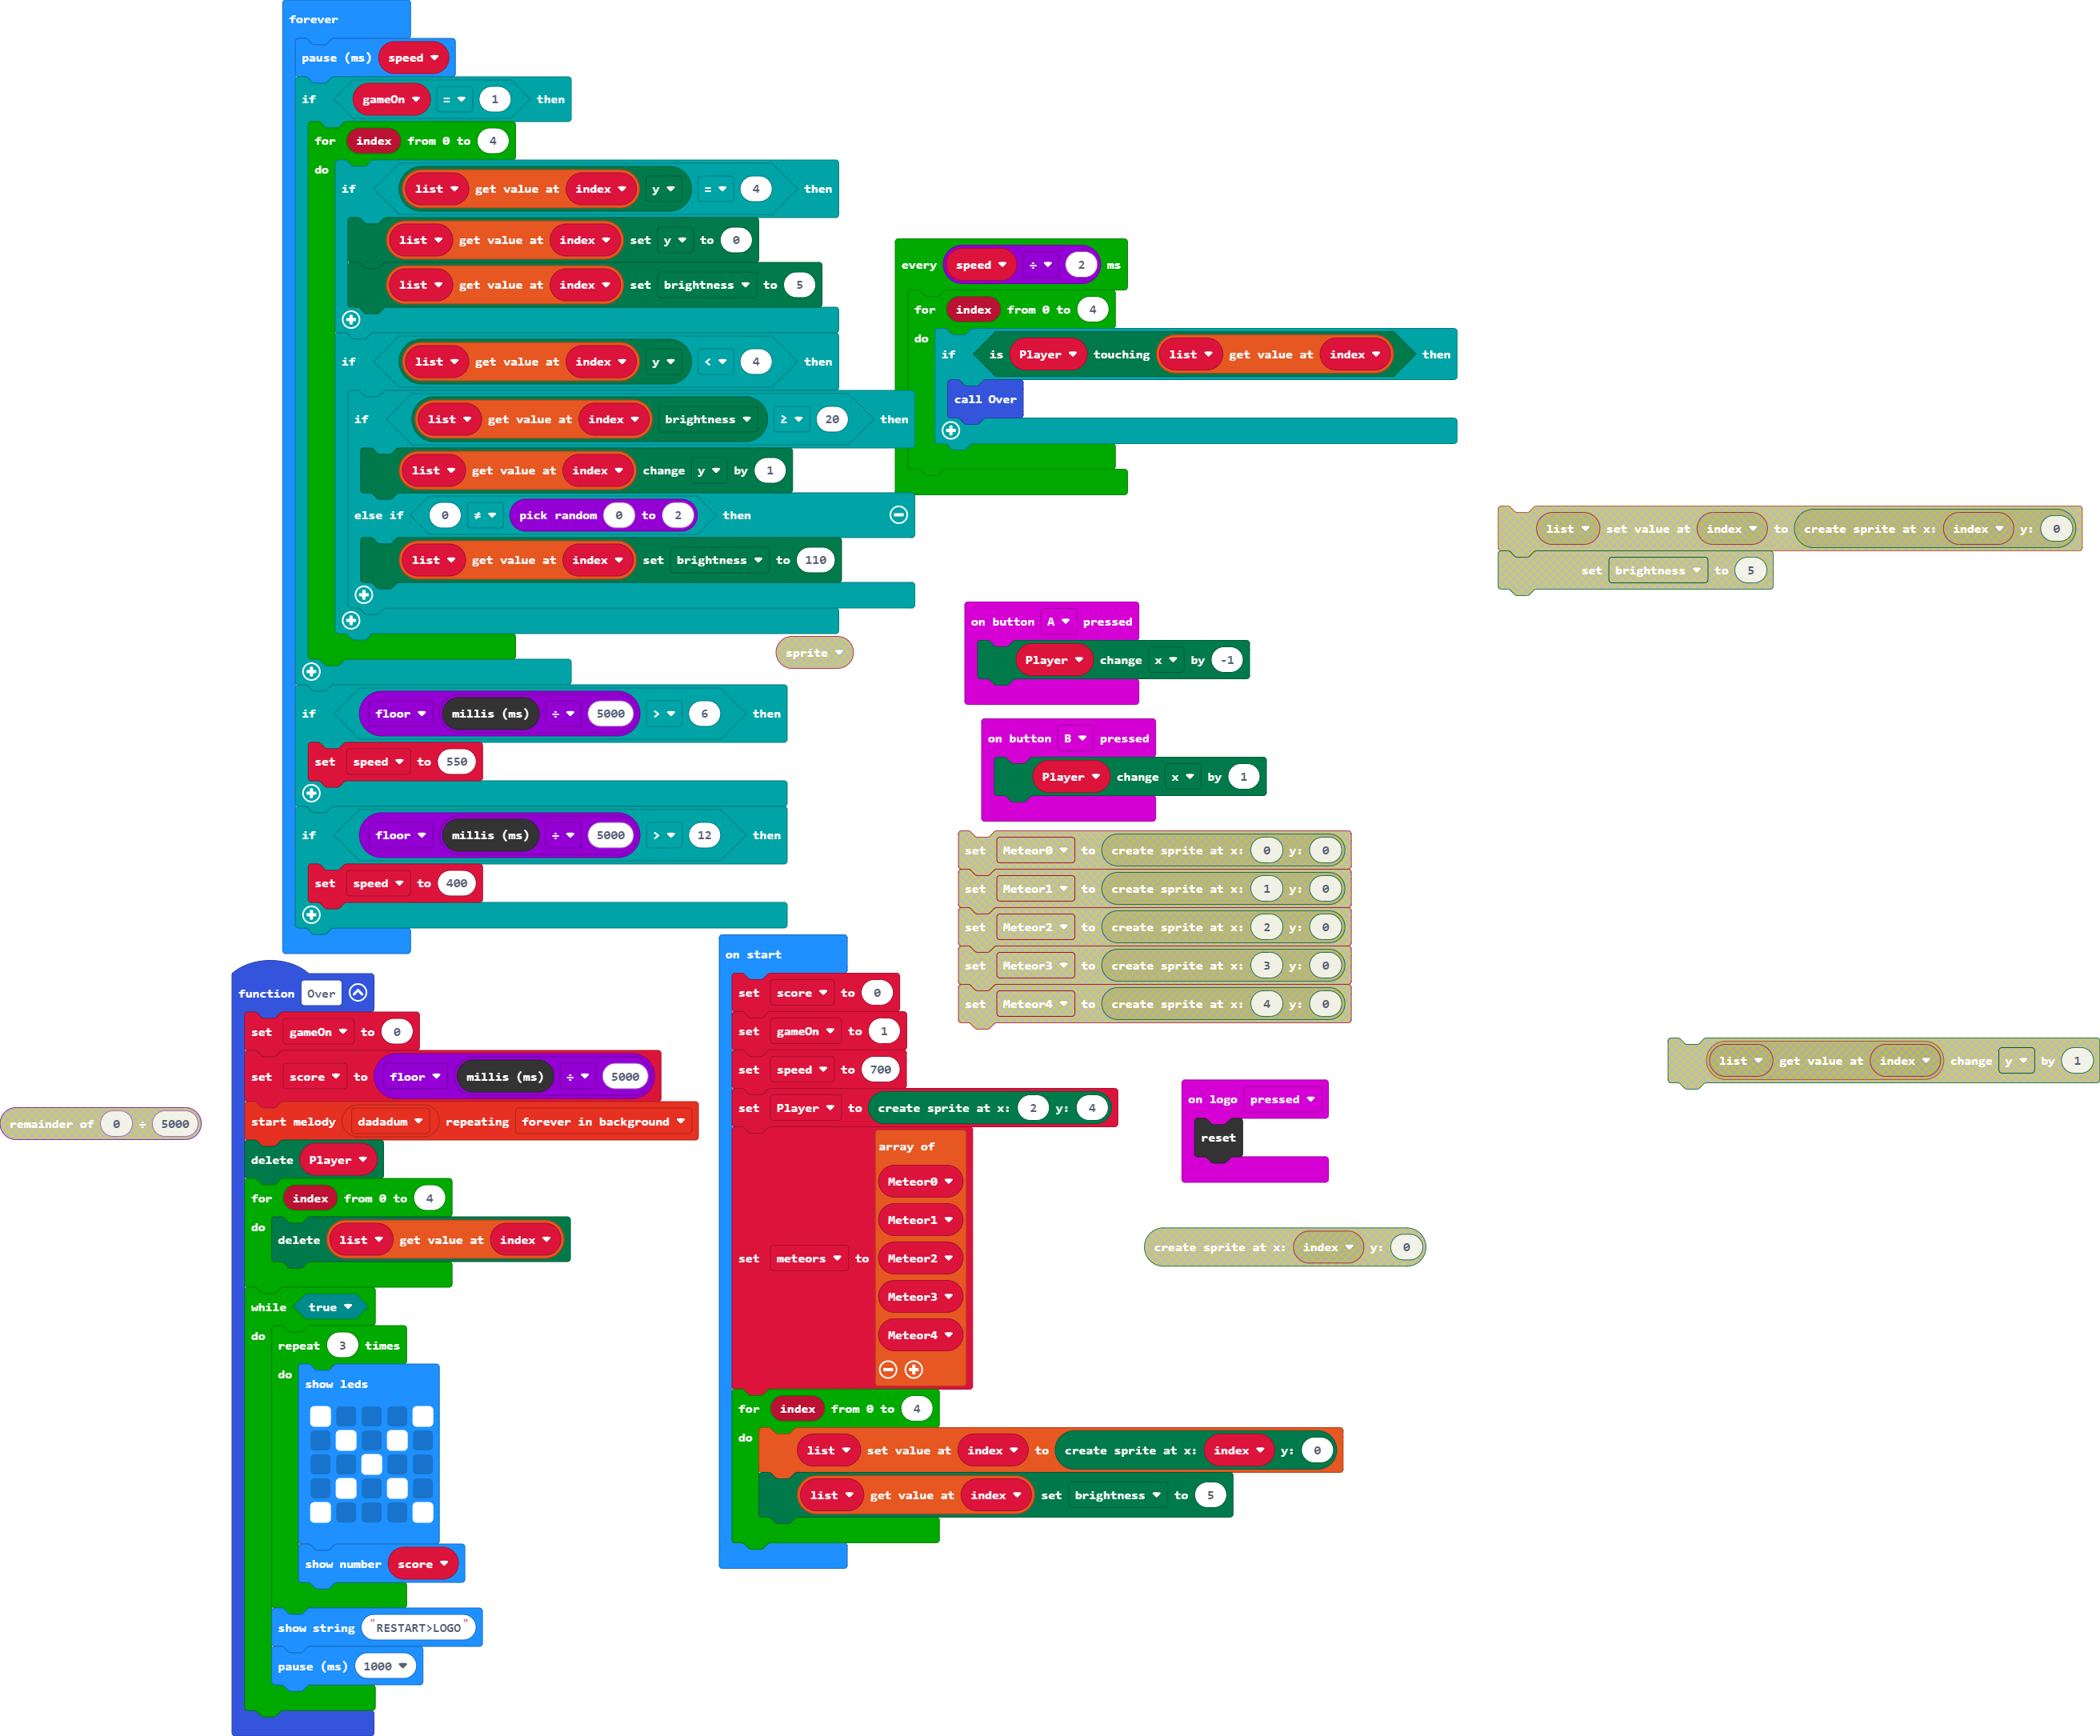 forever
pause (ms) speed
if gameOn = 1 then
for index from 0 to 4
do
if list get value at index y = 4 then
list get value at index set y to 0
list get value at index set brightness to 5
if list get value at index y < 4 then
if list get value at index brightness ≥ 20 then
list get value at index change y by 1
else if 0 ≠ pick random 0 to 2 then
list get value at index set brightness to 110
sprite
if floor millis (ms) ÷ 5000 > 6 then
set speed to 550
if floor millis (ms) ÷ 5000 > 12 then
set speed to 400
every speed ÷ 2 ms
for index from 0 to 4
do
if is Player touching list get value at index then
call Over
list set value at index to create sprite at x: index y: 0
set brightness to 5
on button A pressed
Player change x by -1
on button B pressed
Player change x by 1
set Meteor0 to create sprite at x: 0 y: 0
set Meteor1 to create sprite at x: 1 y: 0
set Meteor2 to create sprite at x: 2 y: 0
set Meteor3 to create sprite at x: 3 y: 0
set Meteor4 to create sprite at x: 4 y: 0
remainder of 0 ÷ 5000
function Over
set gameOn to 0
set score to floor millis (ms) ÷ 5000
start melody dadadum repeating forever in background
delete Player
for index from 0 to 4
do
delete list get value at index
while true
do
repeat 3 times
do
show leds
show number score
show string "RESTART>LOGO"
pause (ms) 1000
on start
set score to 0
set gameOn to 1
set speed to 700
set Player to create sprite at x: 2 y: 4
set meteors to array of
Meteor0
Meteor1
Meteor2
Meteor3
Meteor4
for index from 0 to 4
do
list set value at index to create sprite at x: index y: 0
list get value at index set brightness to 5
on logo pressed
reset
create sprite at x: index y: 0
list get value at index change y by 1